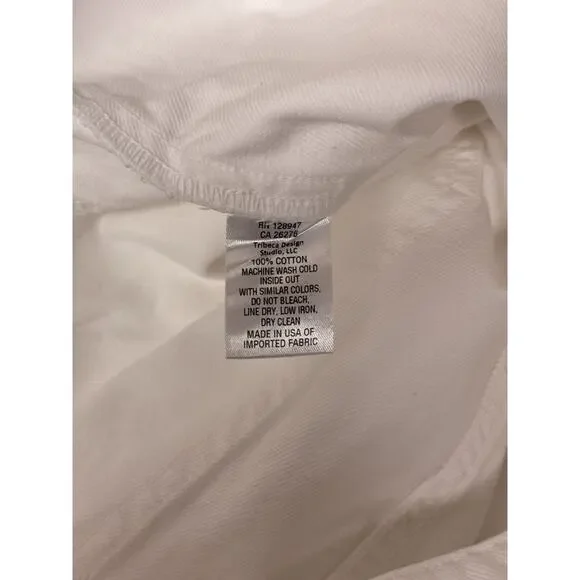 RN 128947
CA 26276
Tribeca Design
Studio, LLC
100% COTTON
MACHINE WASH COLD
INSIDE OUT
WITH SIMILAR COLORS,
DO NOT BLEACH,
LINE DRY, LOW IRON,
DRY CLEAN
MADE IN USA OF
IMPORTED FABRIC